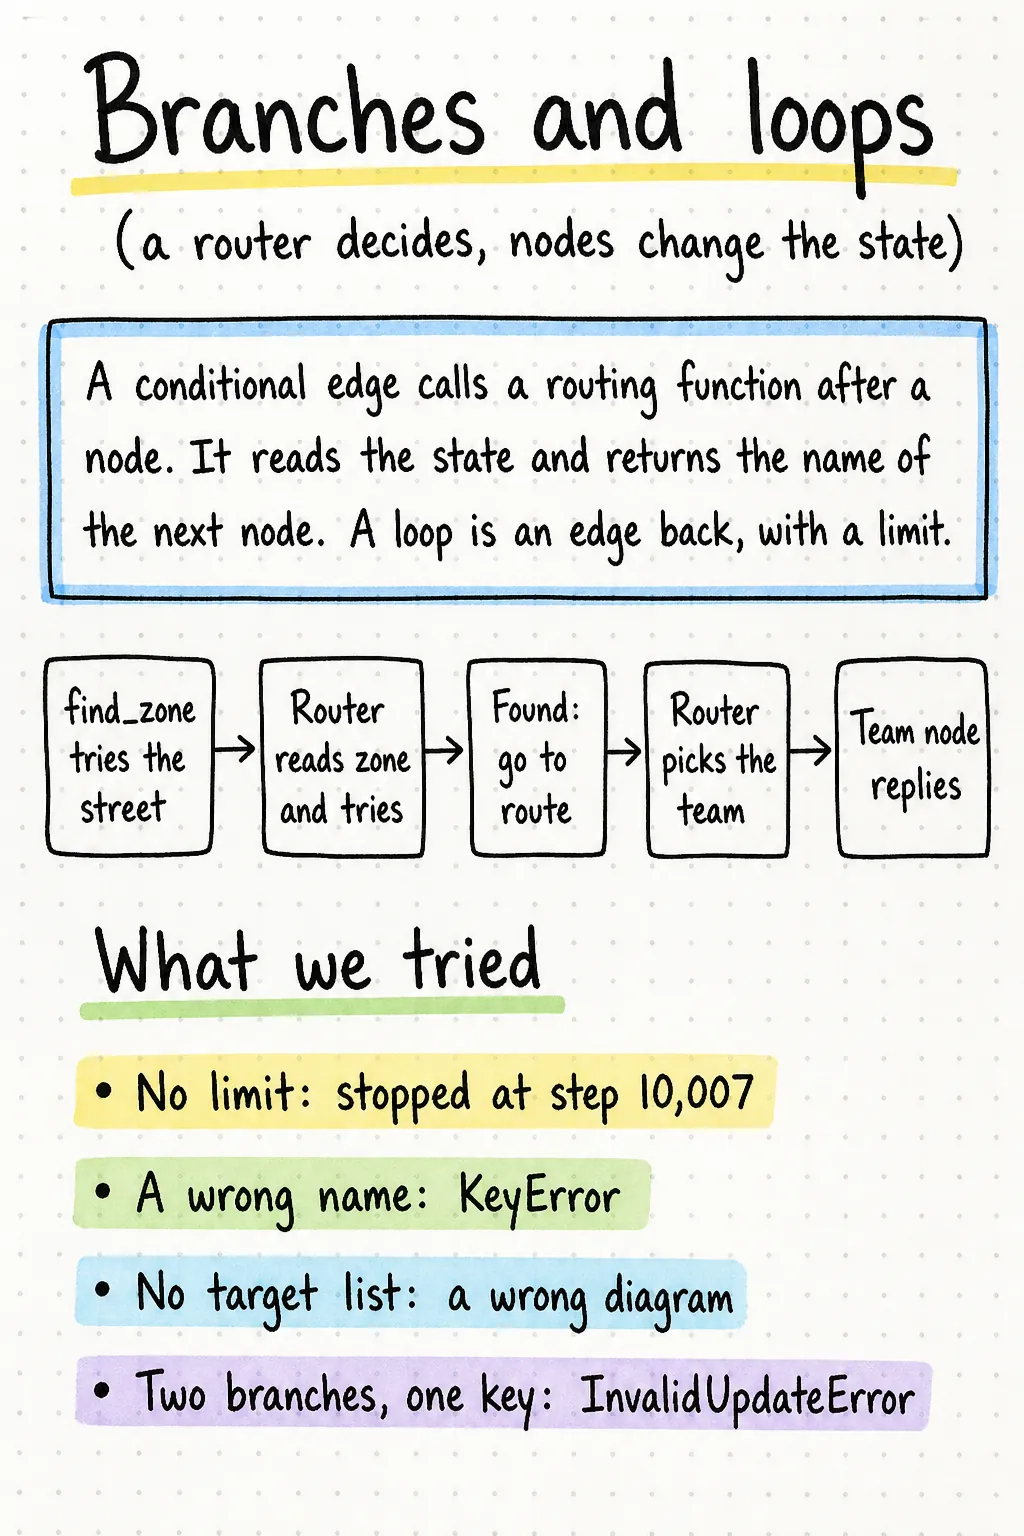 Branches and loops
(a router decides, nodes change the state)
A conditional edge calls a routing function after a
node. It reads the state and returns the name of
the next node. A loop is an edge back, with a limit.
find_zone
tries the
street
Router
reads zone
and tries
Found:
go to
route
Router
picks the
team
Team node
replies
What we tried
• No limit: stopped at step 10,007
• A wrong name: KeyError
• No target list: a wrong diagram
• Two branches, one key: InvalidUpdateError